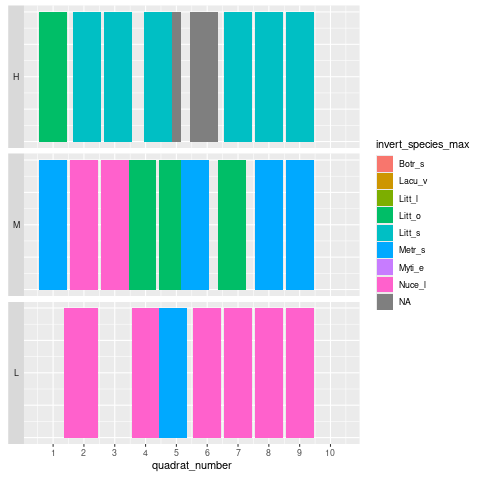 H
M
L
1 2 3 4 5 6 7 8 9 10
quadrat_number
invert_species_max
Botr_s
Lacu_v
Litt_l
Litt_o
Litt_s
Metr_s
Myti_e
Nuce_l
NA